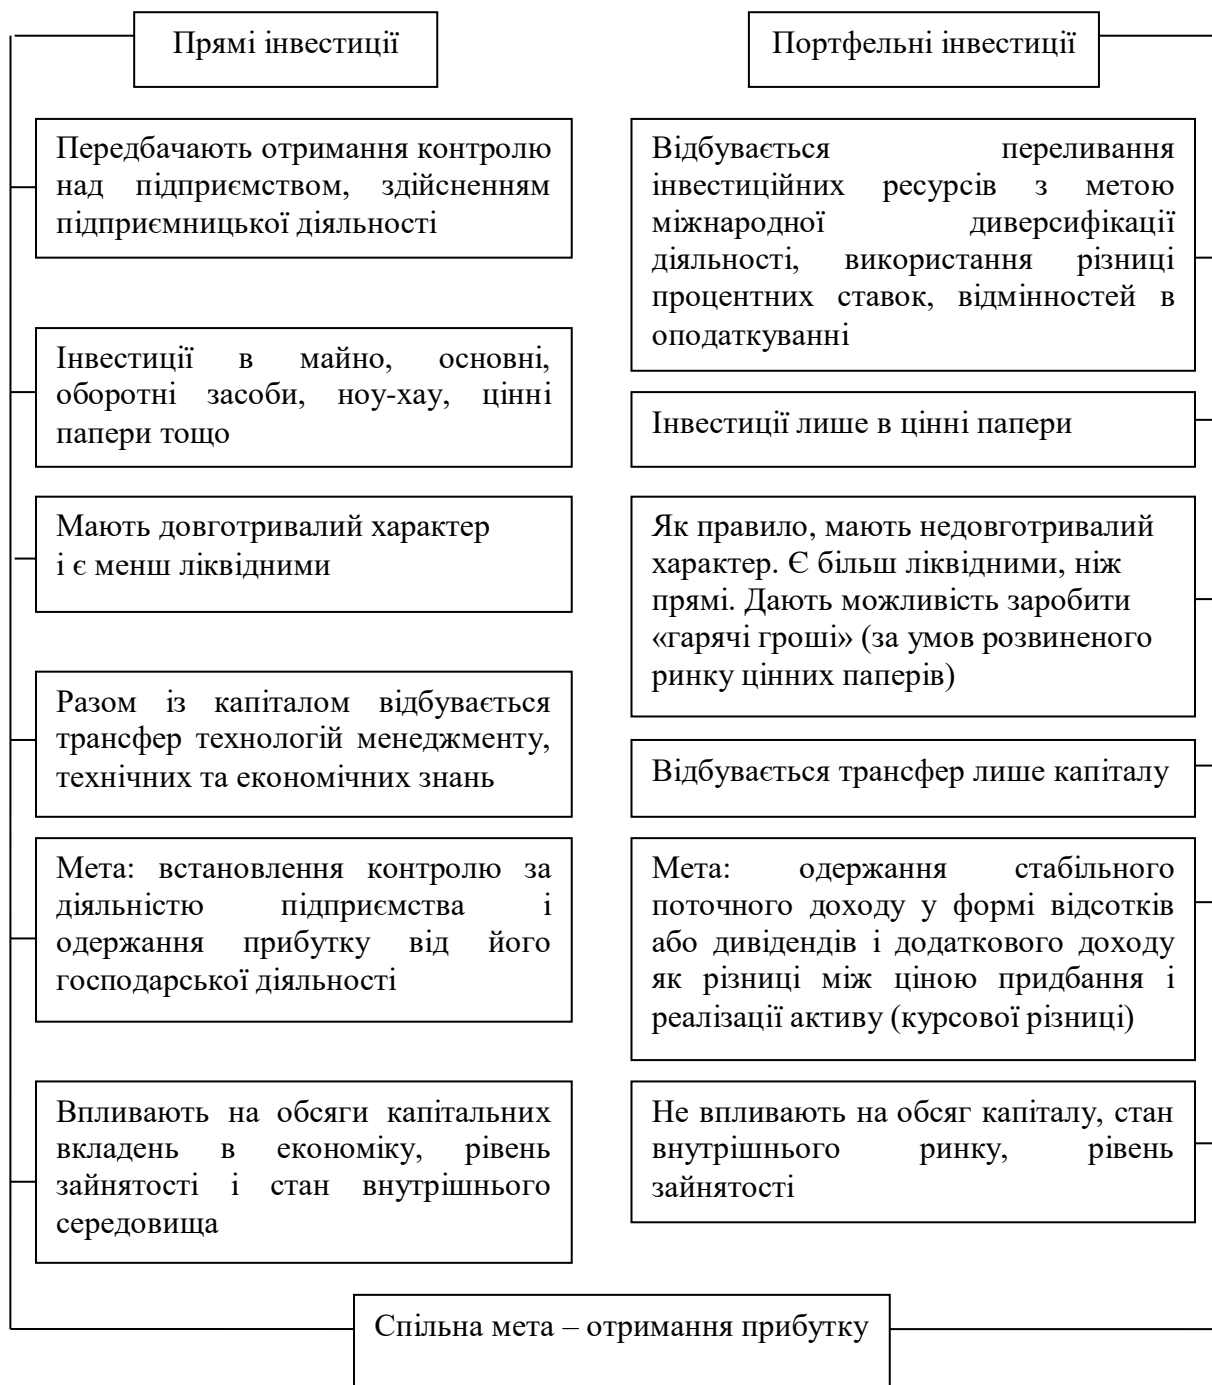 Прямі інвестиції
Передбачають отримання контролю
над підприємством, здійсненням
підприємницької діяльності
Інвестиції в майно, основні,
оборотні засоби, ноу-хау, цінні
папери тощо
Мають довготривалий характер
і є менш ліквідними
Разом із капіталом відбувається
трансфер технологій менеджменту,
технічних та економічних знань
Мета: встановлення контролю за
діяльністю підприємства і
одержання прибутку від його
господарської діяльності
Впливають на обсяги капітальних
вкладень в економіку, рівень
зайнятості і стан внутрішнього
середовища
Портфельні інвестиції
Відбувається переливання
інвестиційних ресурсів з метою
міжнародної диверсифікації
діяльності, використання різниці
процентних ставок, відмінностей в
оподаткуванні
Інвестиції лише в цінні папери
Як правило, мають недовготривалий
характер. Є більш ліквідними, ніж
прямі. Дають можливість заробити
«гарячі гроші» (за умов розвиненого
ринку цінних паперів)
Відбувається трансфер лише капіталу
Мета: одержання стабільного
поточного доходу у формі відсотків
або дивідендів і додаткового доходу
як різниці між ціною придбання і
реалізації активу (курсової різниці)
Не впливають на обсяг капіталу, стан
внутрішнього ринку, рівень
зайнятості
Спільна мета – отримання прибутку